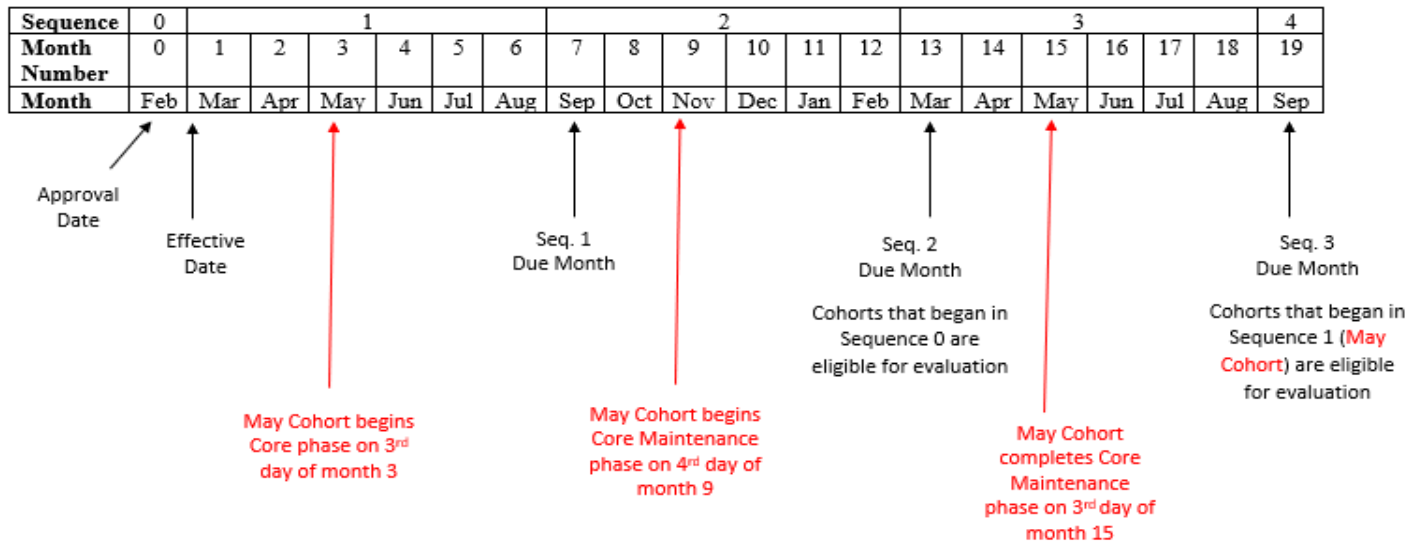 Sequence 0 1 2 3 4
Month Number 0 1 2 3 4 5 6 7 8 9 10 11 12 13 14 15 16 17 18 19
Month Feb Mar Apr May Jun Jul Aug Sep Oct Nov Dec Jan Feb Mar Apr May Jun Jul Aug Sep
Approval
Date
Effective
Date
Seq. 1
Due Month
Seq. 2
Due Month
Cohorts that began in
Sequence 0 are
eligible for evaluation
Seq. 3
Due Month
Cohorts that began in
Sequence 1 (May
Cohort) are eligible
for evaluation
May Cohort begins
Core phase on 3rd
day of month 3
May Cohort begins
Core Maintenance
phase on 4rd day of
month 9
May Cohort
completes Core
Maintenance
phase on 3rd day of
month 15